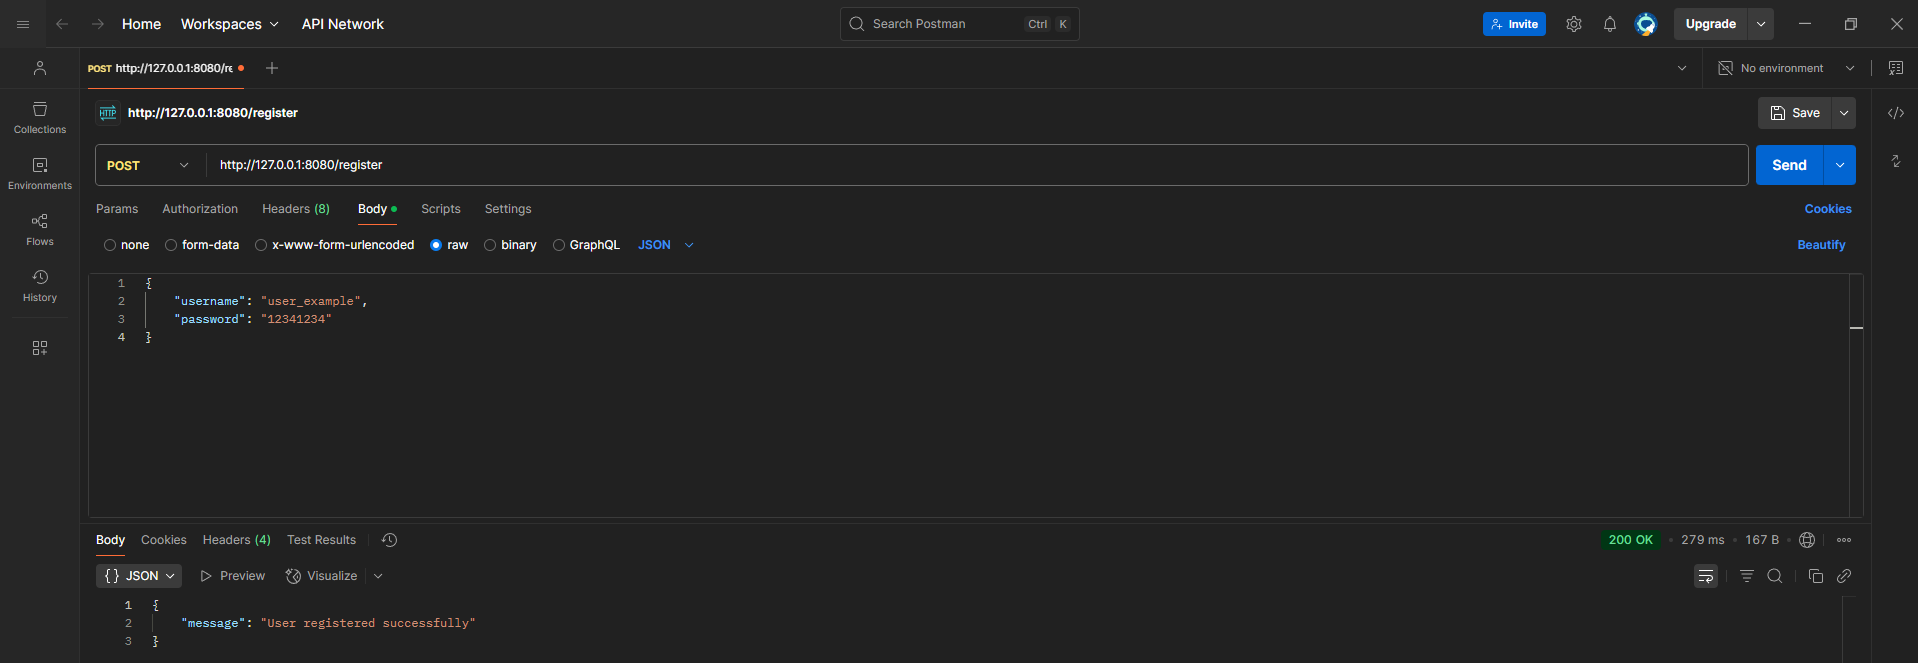 Home Workspaces API Network Search Postman Ctrl K Invite Upgrade
POST http://127.0.0.1:8080/re No environment
HTTP http://127.0.0.1:8080/register Save
Collections
POST http://127.0.0.1:8080/register Send
Environments
Params Authorization Headers (8) Body Scripts Settings Cookies
Flows
none form-data x-www-form-urlencoded raw binary GraphQL JSON Beautify
History
1 {
2 "username": "user_example",
3 "password": "12341234"
4 }
Body Cookies Headers (4) Test Results 200 OK • 279 ms • 167 B •
{} JSON Preview Visualize
1 {
2 "message": "User registered successfully"
3 }